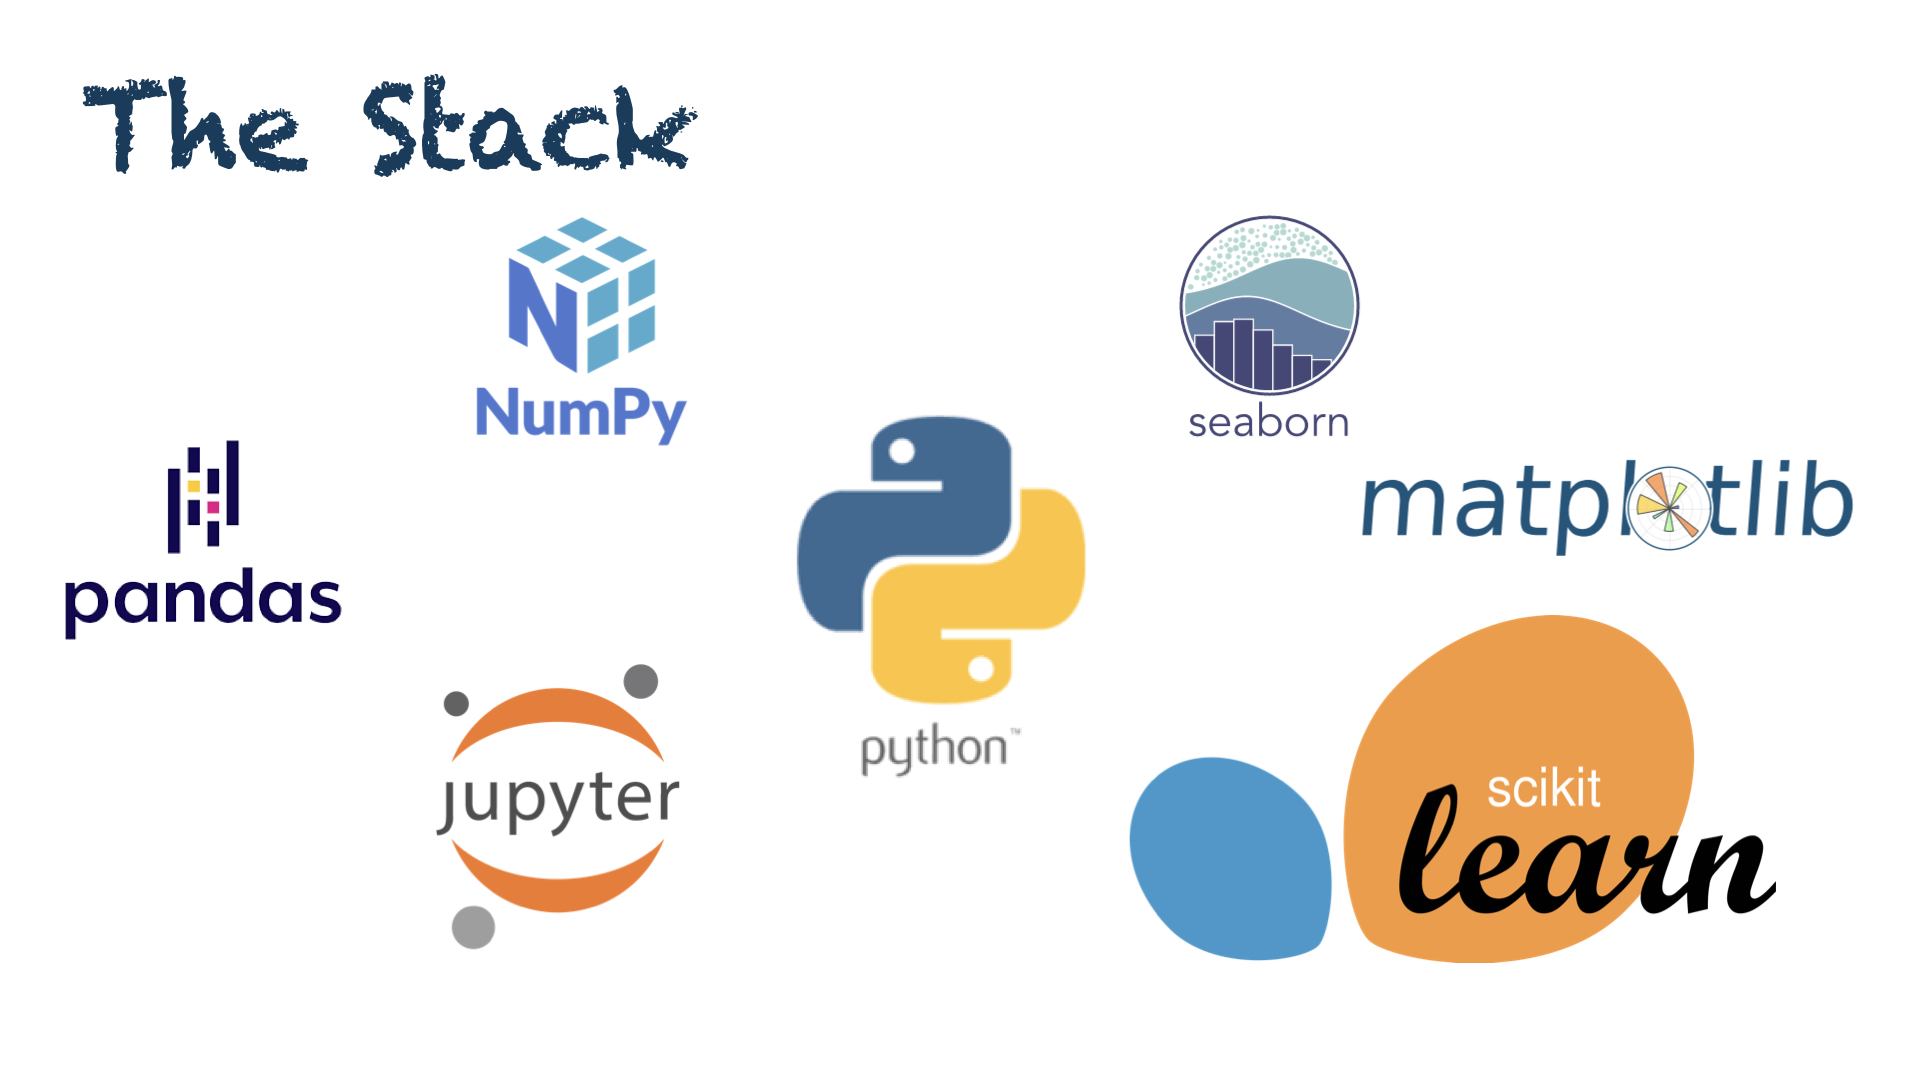 The Stack
NumPy
seaborn
pandas
matplotlib
python™
jupyter
scikit
learn